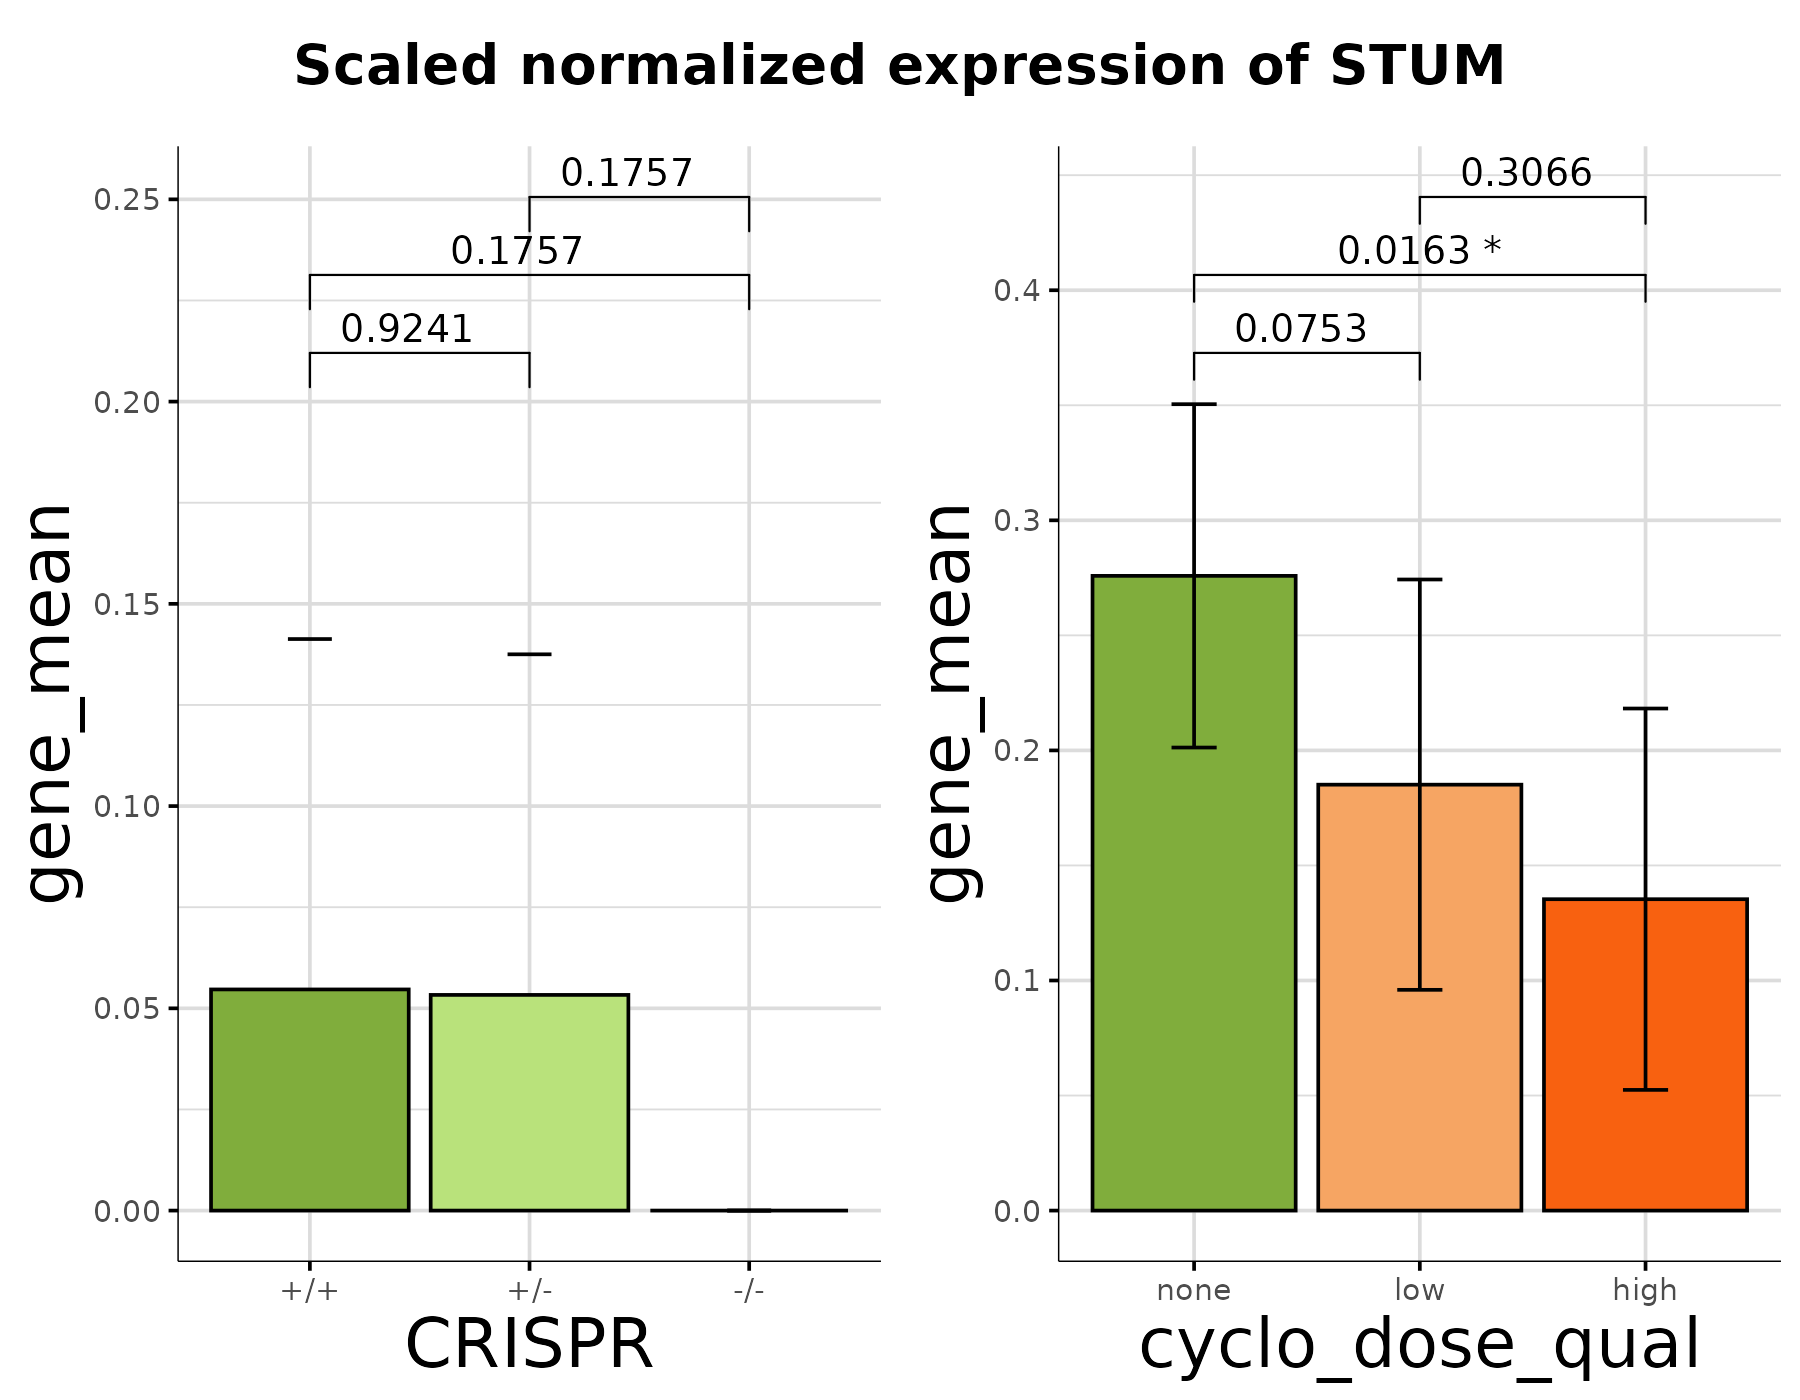 Scaled normalized expression of STUM
gene_mean
0.25
0.20
0.15
0.10
0.05
0.00
0.1757
0.1757
0.9241
+/+ +/- -/-
CRISPR
gene_mean
0.4
0.3
0.2
0.1
0.0
0.3066
0.0163 *
0.0753
none low high
cyclo_dose_qual